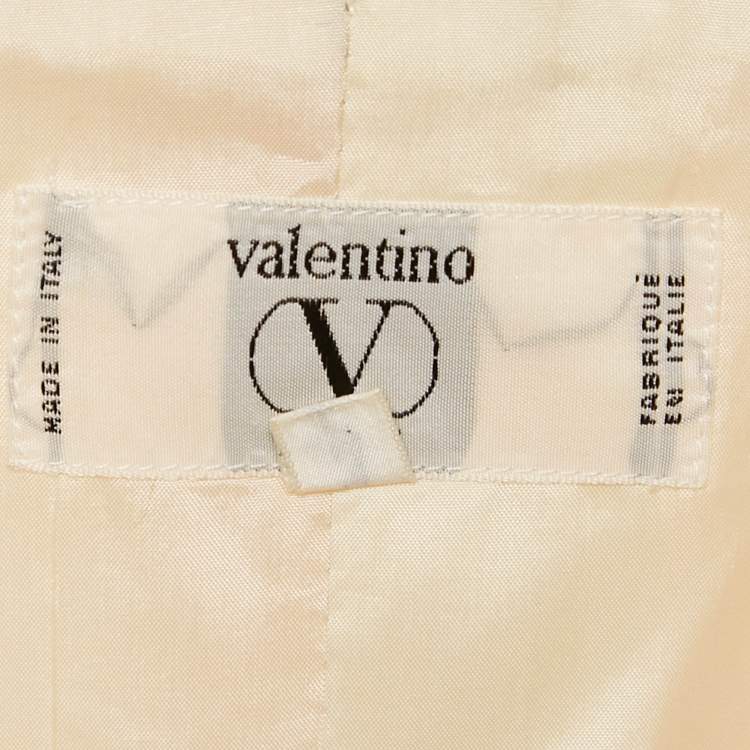 MADE IN ITALY
valentino
V
FABRIQUÉ
EN ITALIE